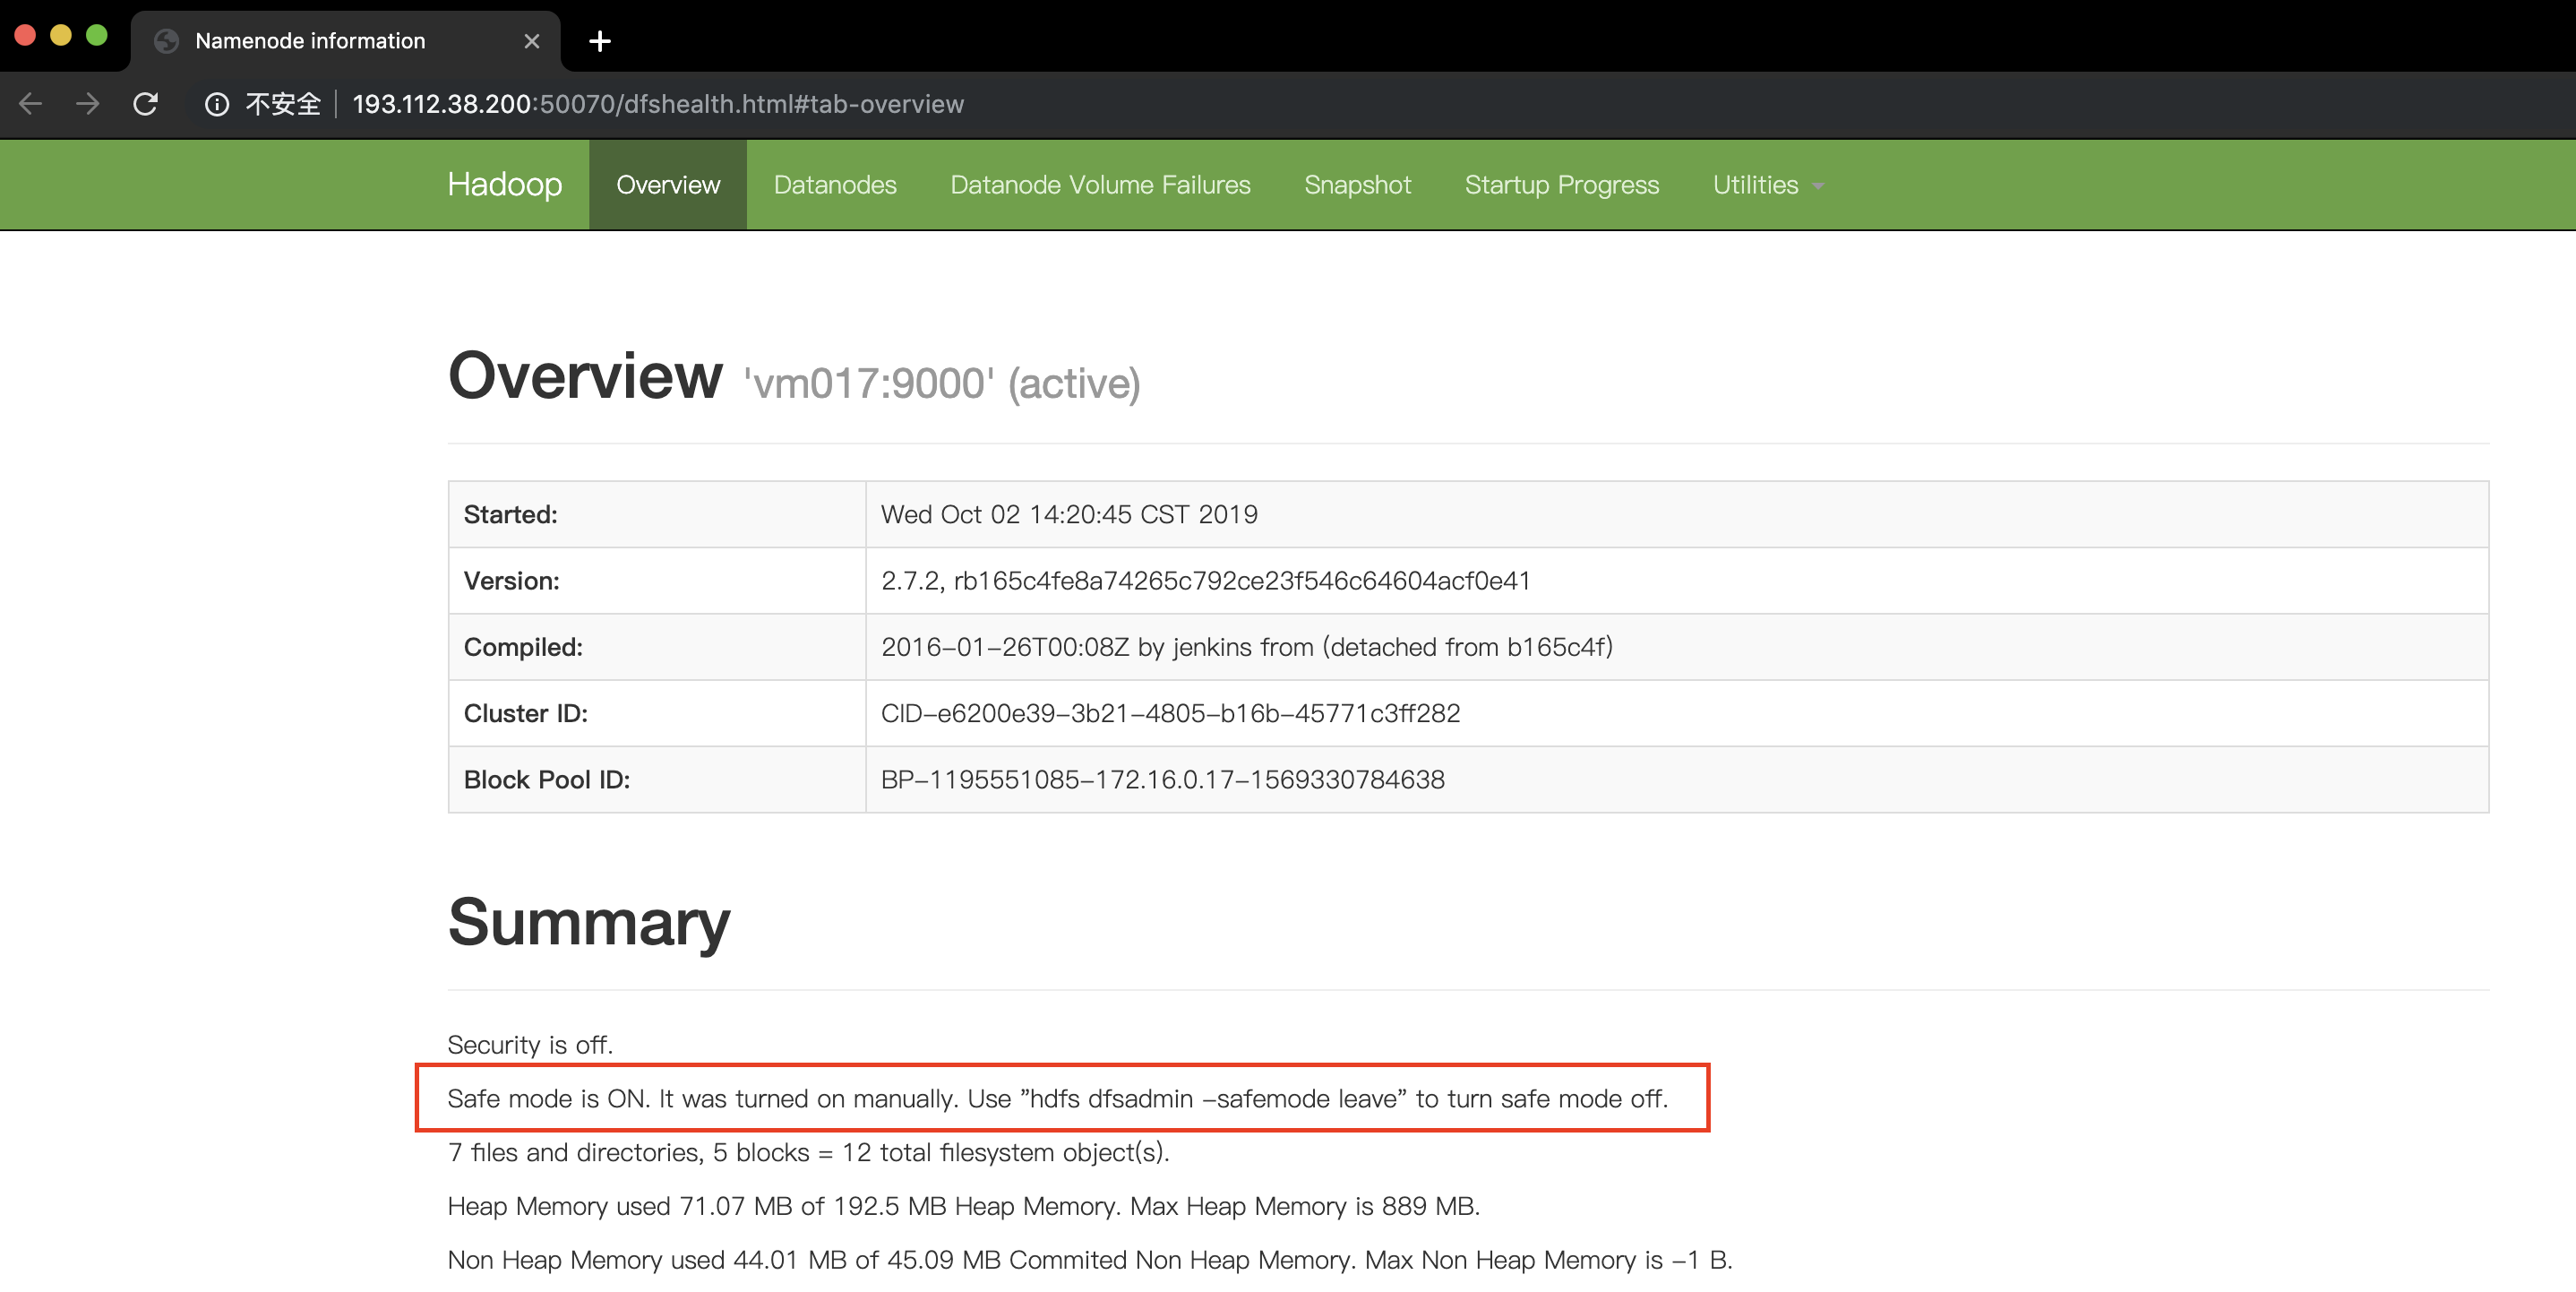 Namenode information
不安全 193.112.38.200:50070/dfshealth.html#tab-overview
Hadoop Overview Datanodes Datanode Volume Failures Snapshot Startup Progress Utilities
Overview 'vm017:9000' (active)
Started: Wed Oct 02 14:20:45 CST 2019
Version: 2.7.2, rb165c4fe8a74265c792ce23f546c64604acf0e41
Compiled: 2016-01-26T00:08Z by jenkins from (detached from b165c4f)
Cluster ID: CID-e6200e39-3b21-4805-b16b-45771c3ff282
Block Pool ID: BP-1195551085-172.16.0.17-1569330784638
Summary
Security is off.
Safe mode is ON. It was turned on manually. Use "hdfs dfsadmin -safemode leave" to turn safe mode off.
7 files and directories, 5 blocks = 12 total filesystem object(s).
Heap Memory used 71.07 MB of 192.5 MB Heap Memory. Max Heap Memory is 889 MB.
Non Heap Memory used 44.01 MB of 45.09 MB Commited Non Heap Memory. Max Non Heap Memory is -1 B.